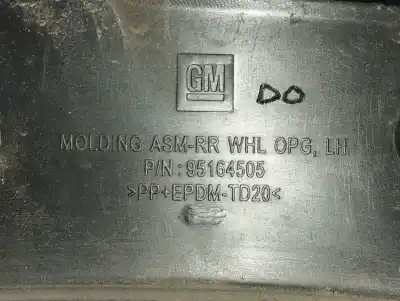 GM
DO
MOLDING ASM-RR WHL OPG, LH
P/N : 95164505
>PP+EPDM-TD20<